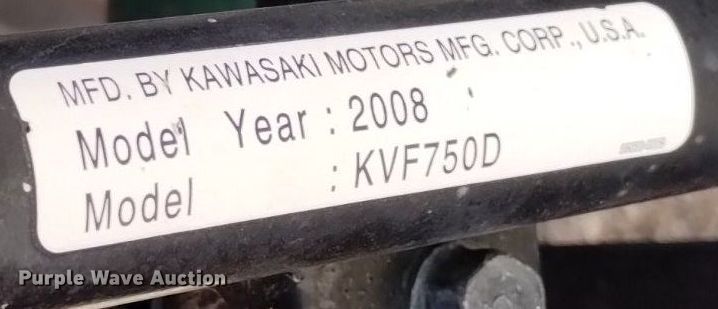 MFD. BY KAWASAKI MOTORS MFG. CORP., U.S.A.
Model Year : 2008
Model : KVF750D
Purple Wave Auction